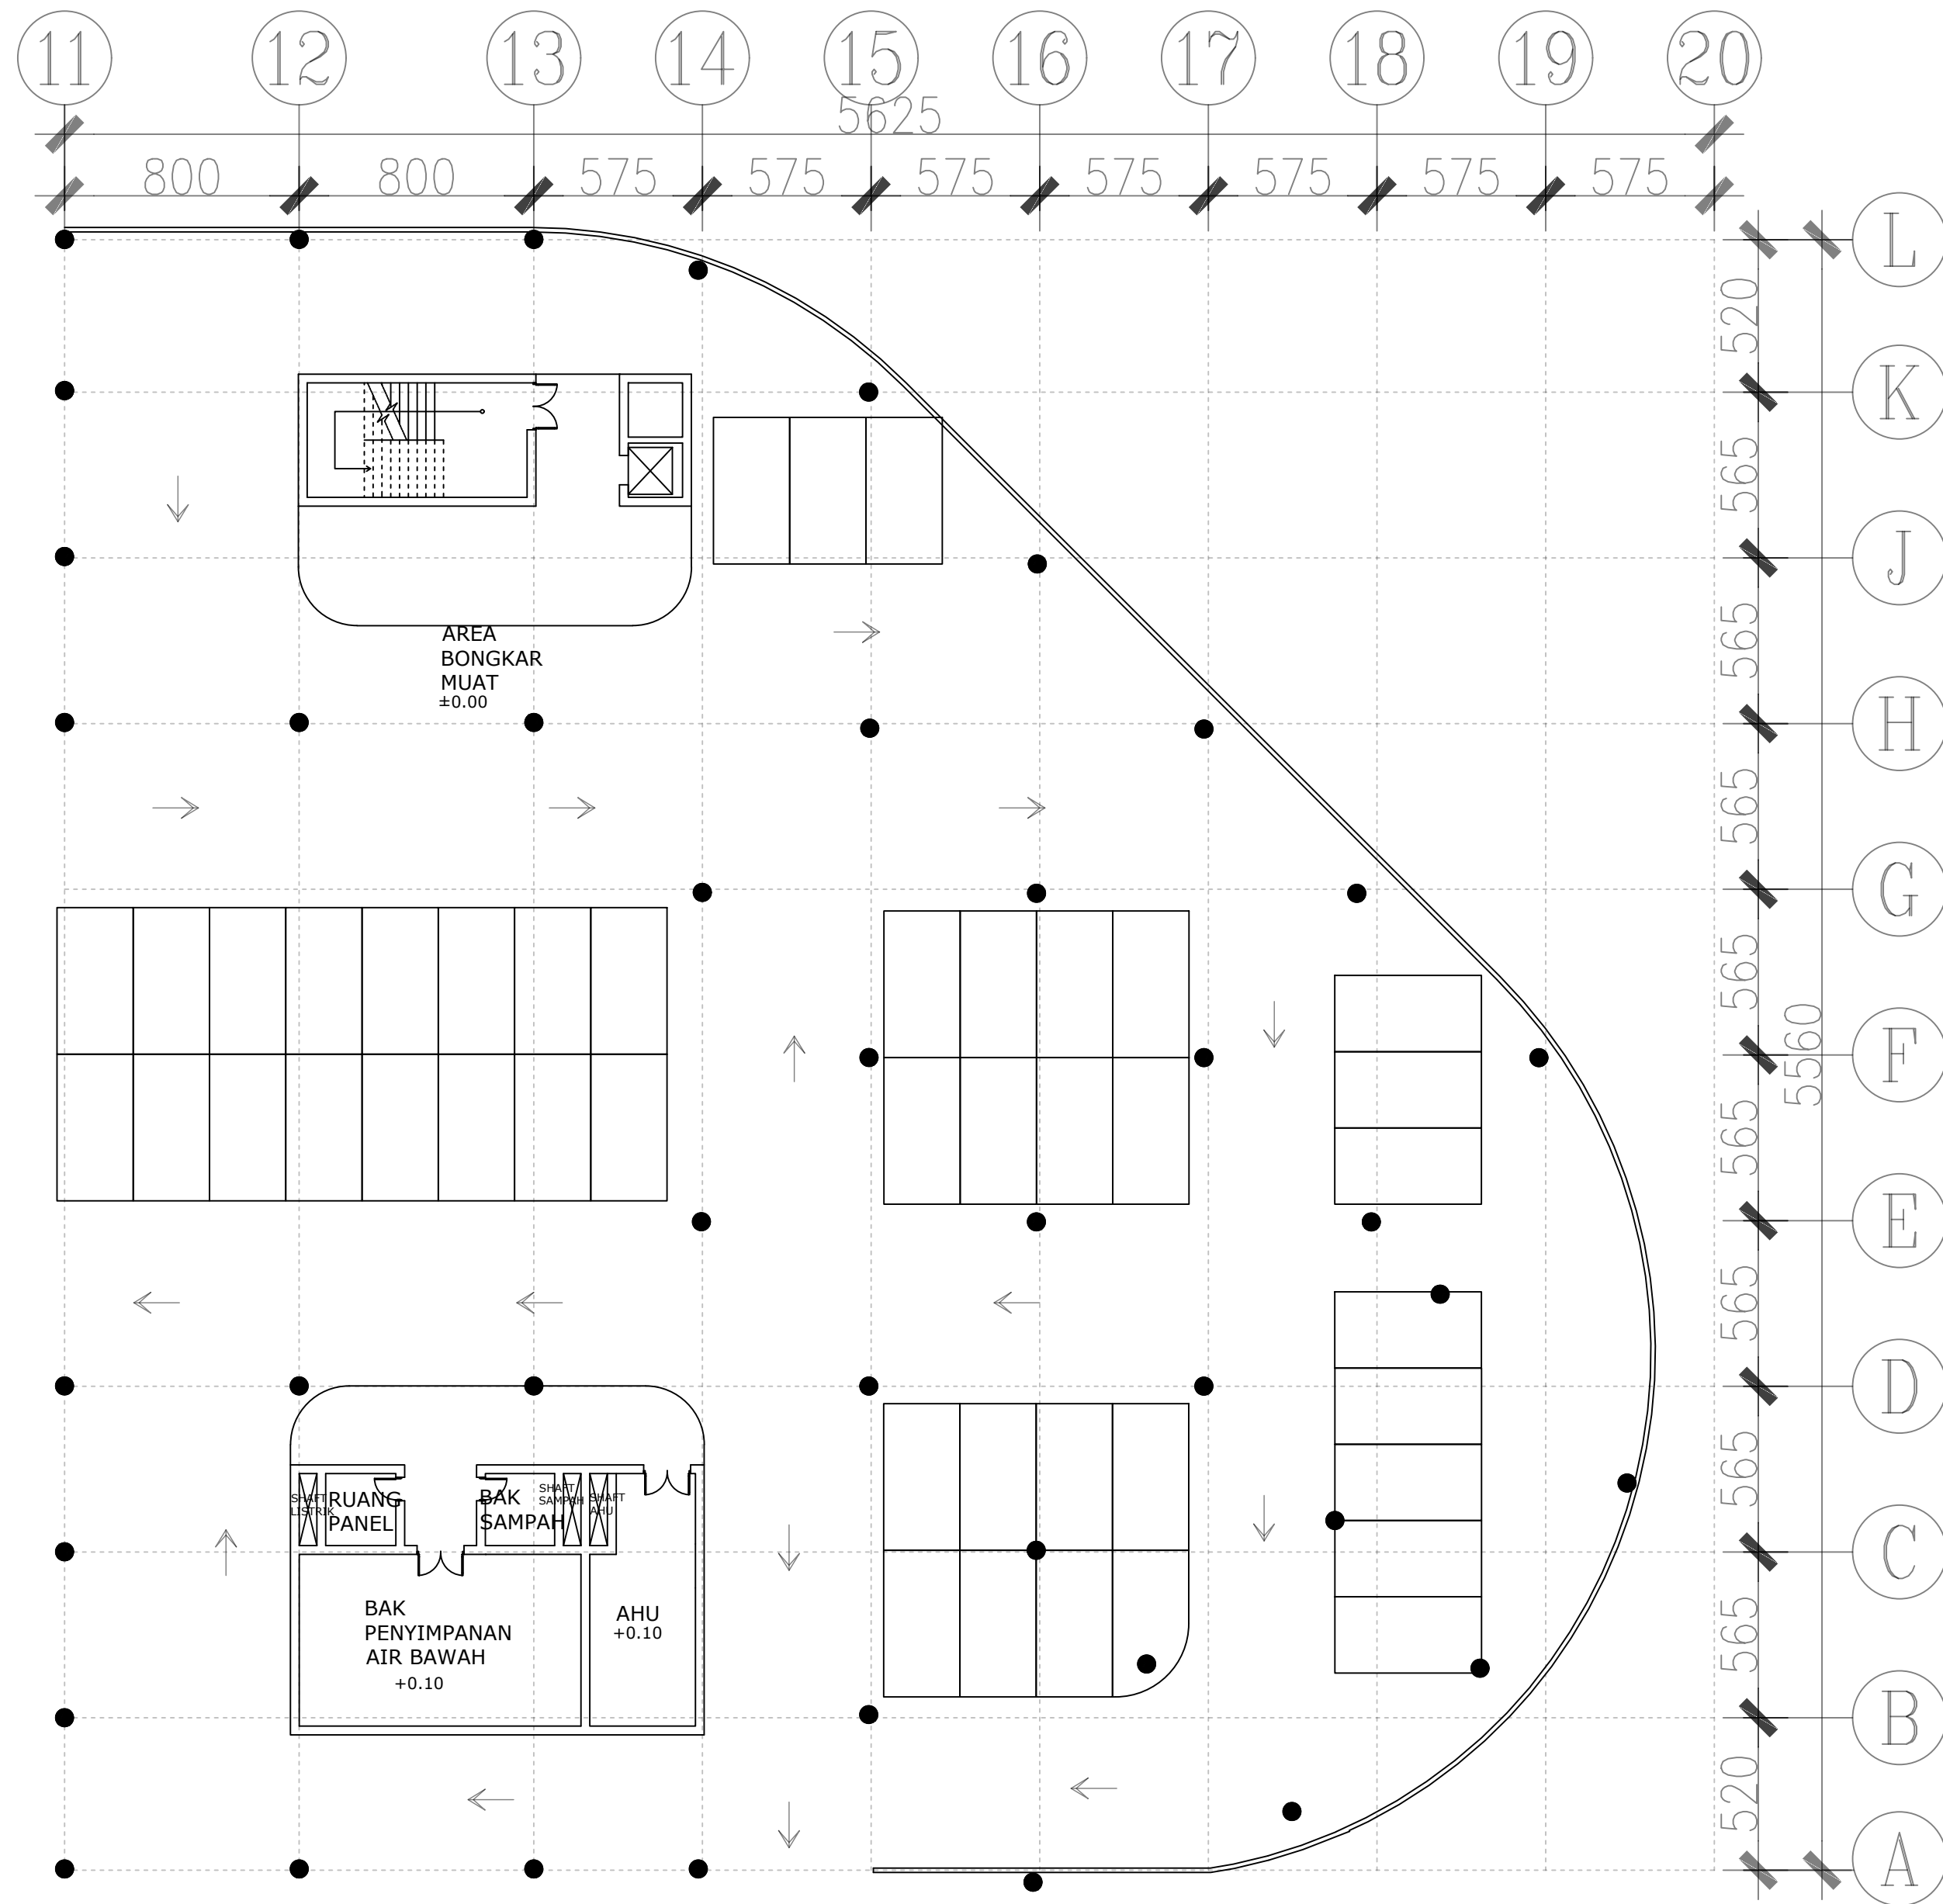 11 12 13 14 15 16 17 18 19 20
5625
800 800 575 575 575 575 575 575 575
L
520
K
565
J
565
H
565
G
565
F
5560
565
E
565
D
565
C
565
B
520
A
AREA
BONGKAR
MUAT
±0.00
SHAFT
LISTRIK
RUANG
PANEL
BAK
SAMPAH
SHAFT
SAMPAH
SHAFT
AHU
BAK
PENYIMPANAN
AIR BAWAH
+0.10
AHU
+0.10